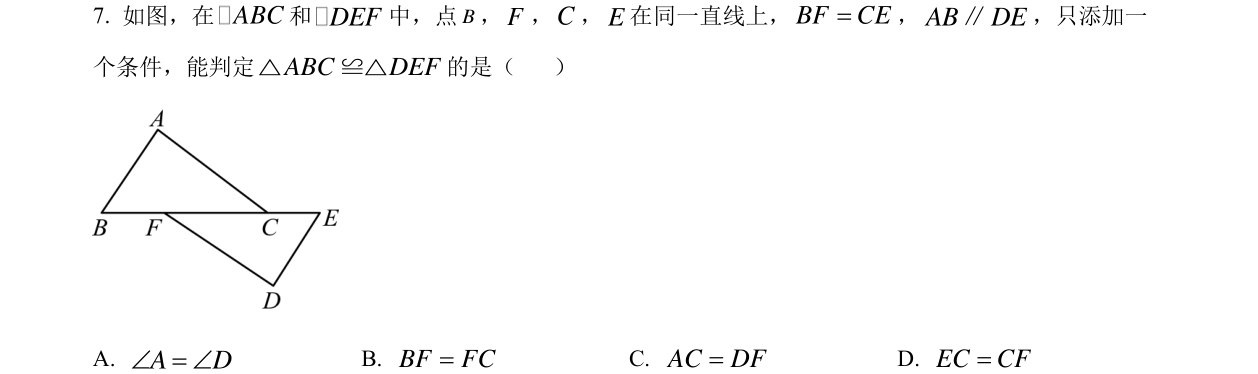 7. 如图，在□ABC和□DEF中，点B，F，C，E在同一直线上，BF=CE，AB∥DE，只添加一
个条件，能判定△ABC≌△DEF的是（　　）
A
B F C E
D
A. ∠A=∠D B. BF=FC C. AC=DF D. EC=CF